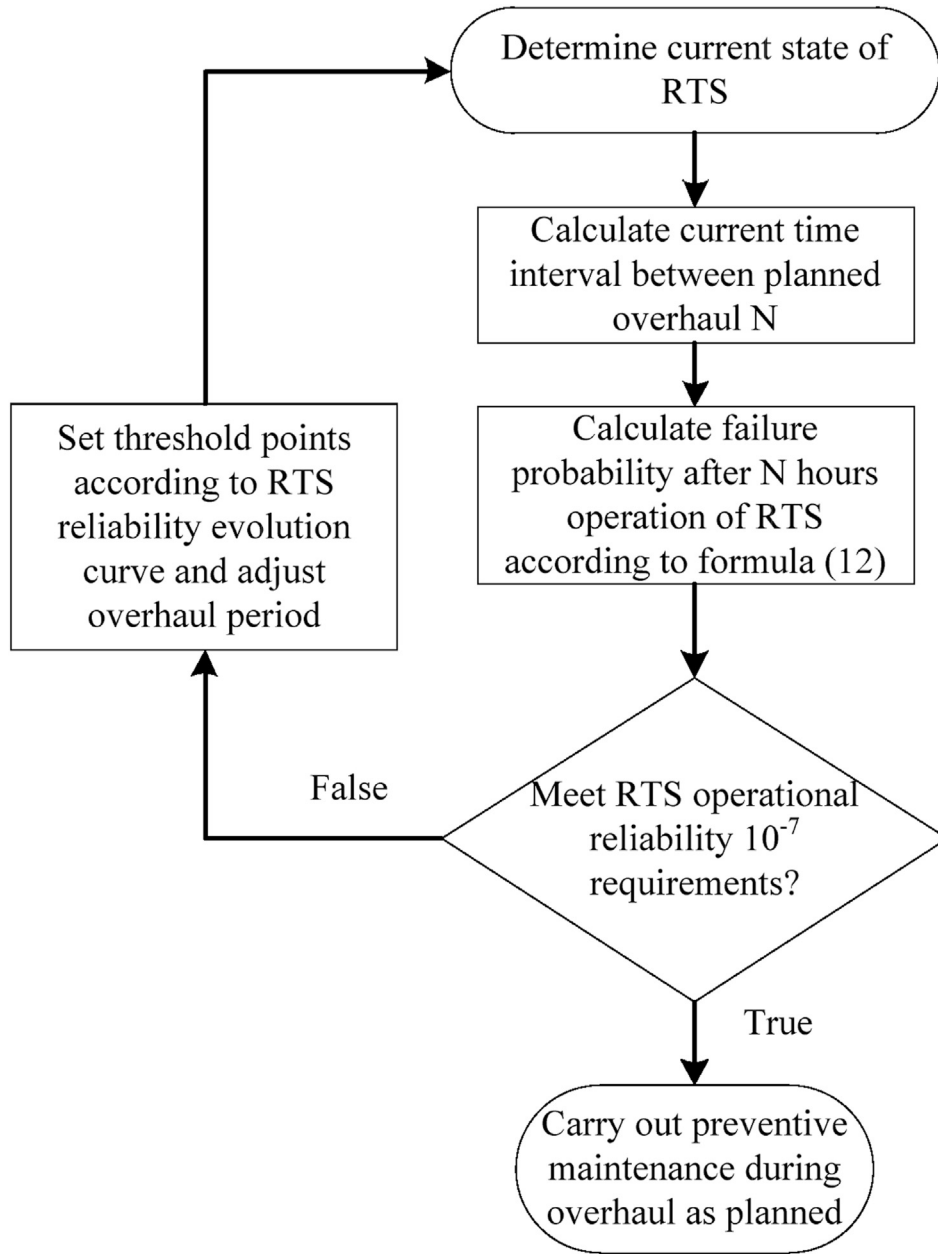 Determine current state of
RTS
Calculate current time
interval between planned
overhaul N
Calculate failure
probability after N hours
operation of RTS
according to formula (12)
Set threshold points
according to RTS
reliability evolution
curve and adjust
overhaul period
False
Meet RTS operational
reliability 10⁻⁷
requirements?
True
Carry out preventive
maintenance during
overhaul as planned